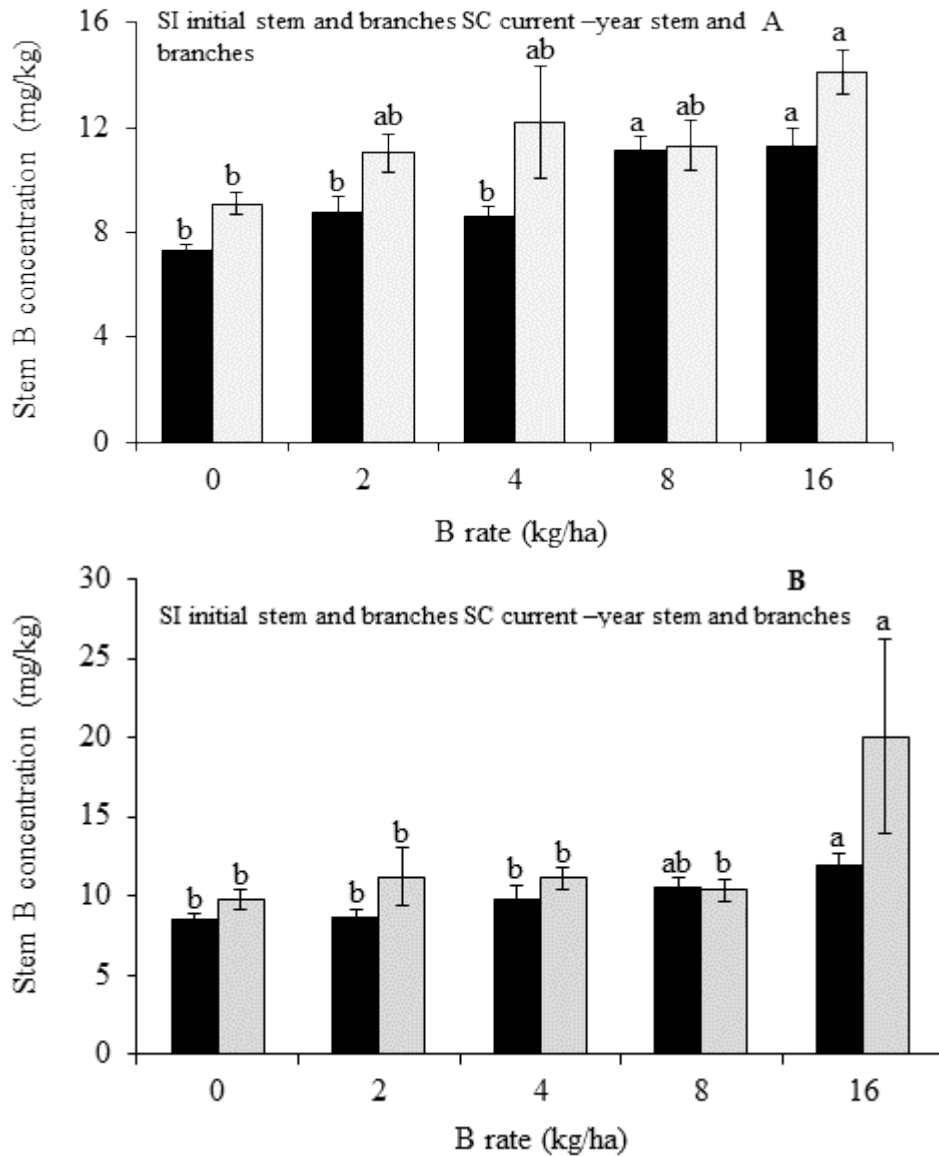 SI initial stem and branches SC current –year stem and A
branches
Stem B concentration (mg/kg)
16
12
8
4
0
b b
b ab
b ab
a ab
a a
0 2 4 8 16
B rate (kg/ha)
B
SI initial stem and branches SC current –year stem and branches
Stem B concentration (mg/kg)
30
25
20
15
10
5
0
b b
b b
b b
ab b
a a
0 2 4 8 16
B rate (kg/ha)